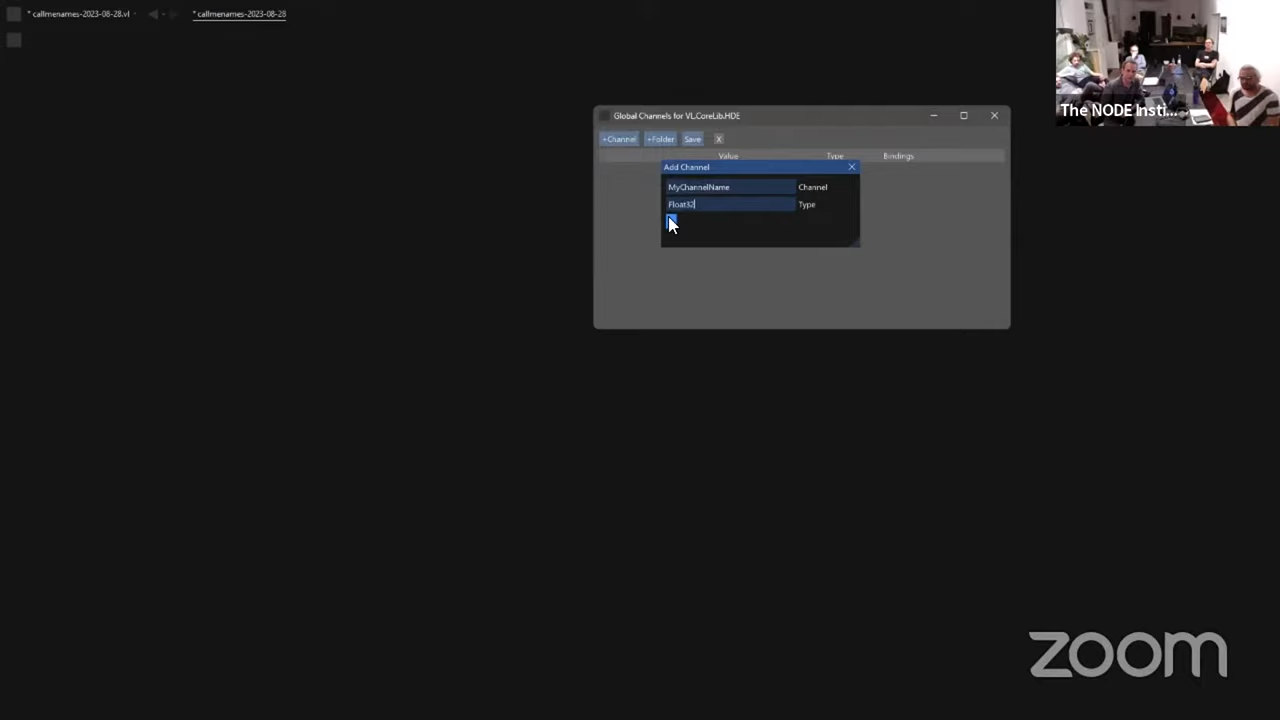 * callmenames-2023-08-28.vl
* callmenames-2023-08-28
The NODE Insti...
Global Channels for VL.CoreLib.HDE
+Channel +Folder Save X
Value Type Bindings
Add Channel
MyChannelName Channel
Float32 Type
zoom